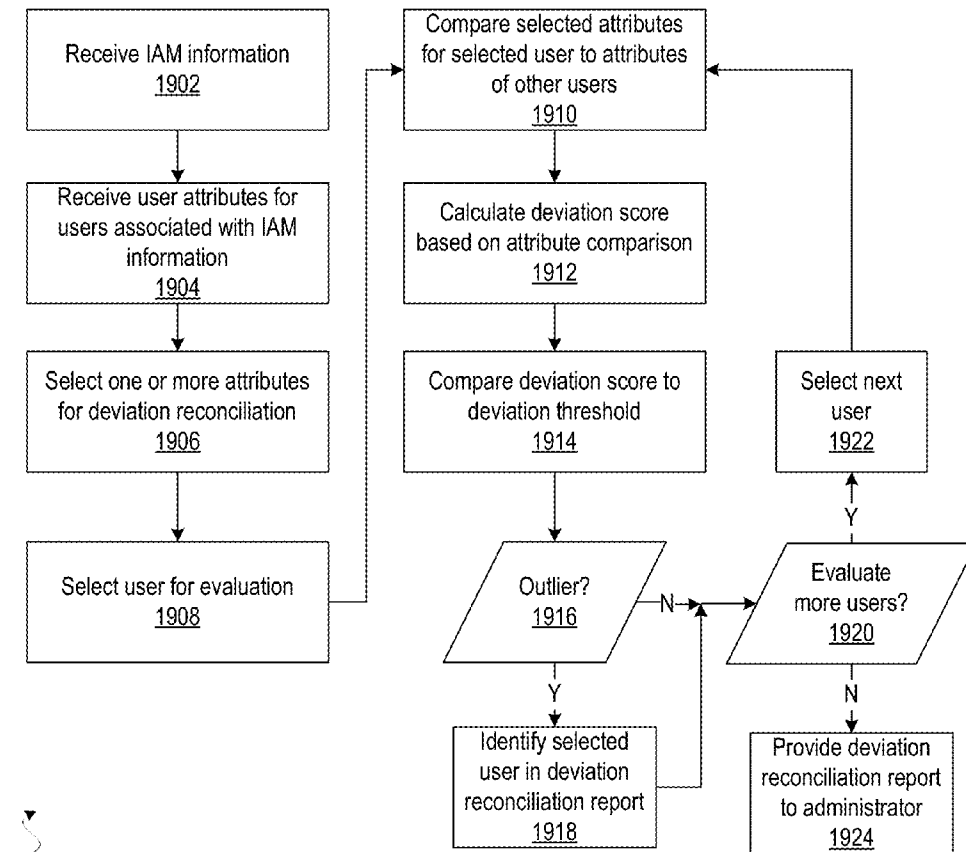 Receive IAM information
1902
Receive user attributes for
users associated with IAM
information
1904
Select one or more attributes
for deviation reconciliation
1906
Select user for evaluation
1908
Compare selected attributes
for selected user to attributes
of other users
1910
Calculate deviation score
based on attribute comparison
1912
Compare deviation score to
deviation threshold
1914
Outlier?
1916
N
Y
Identify selected
user in deviation
reconciliation report
1918
Select next
user
1922
Y
Evaluate
more users?
1920
N
Provide deviation
reconciliation report
to administrator
1924